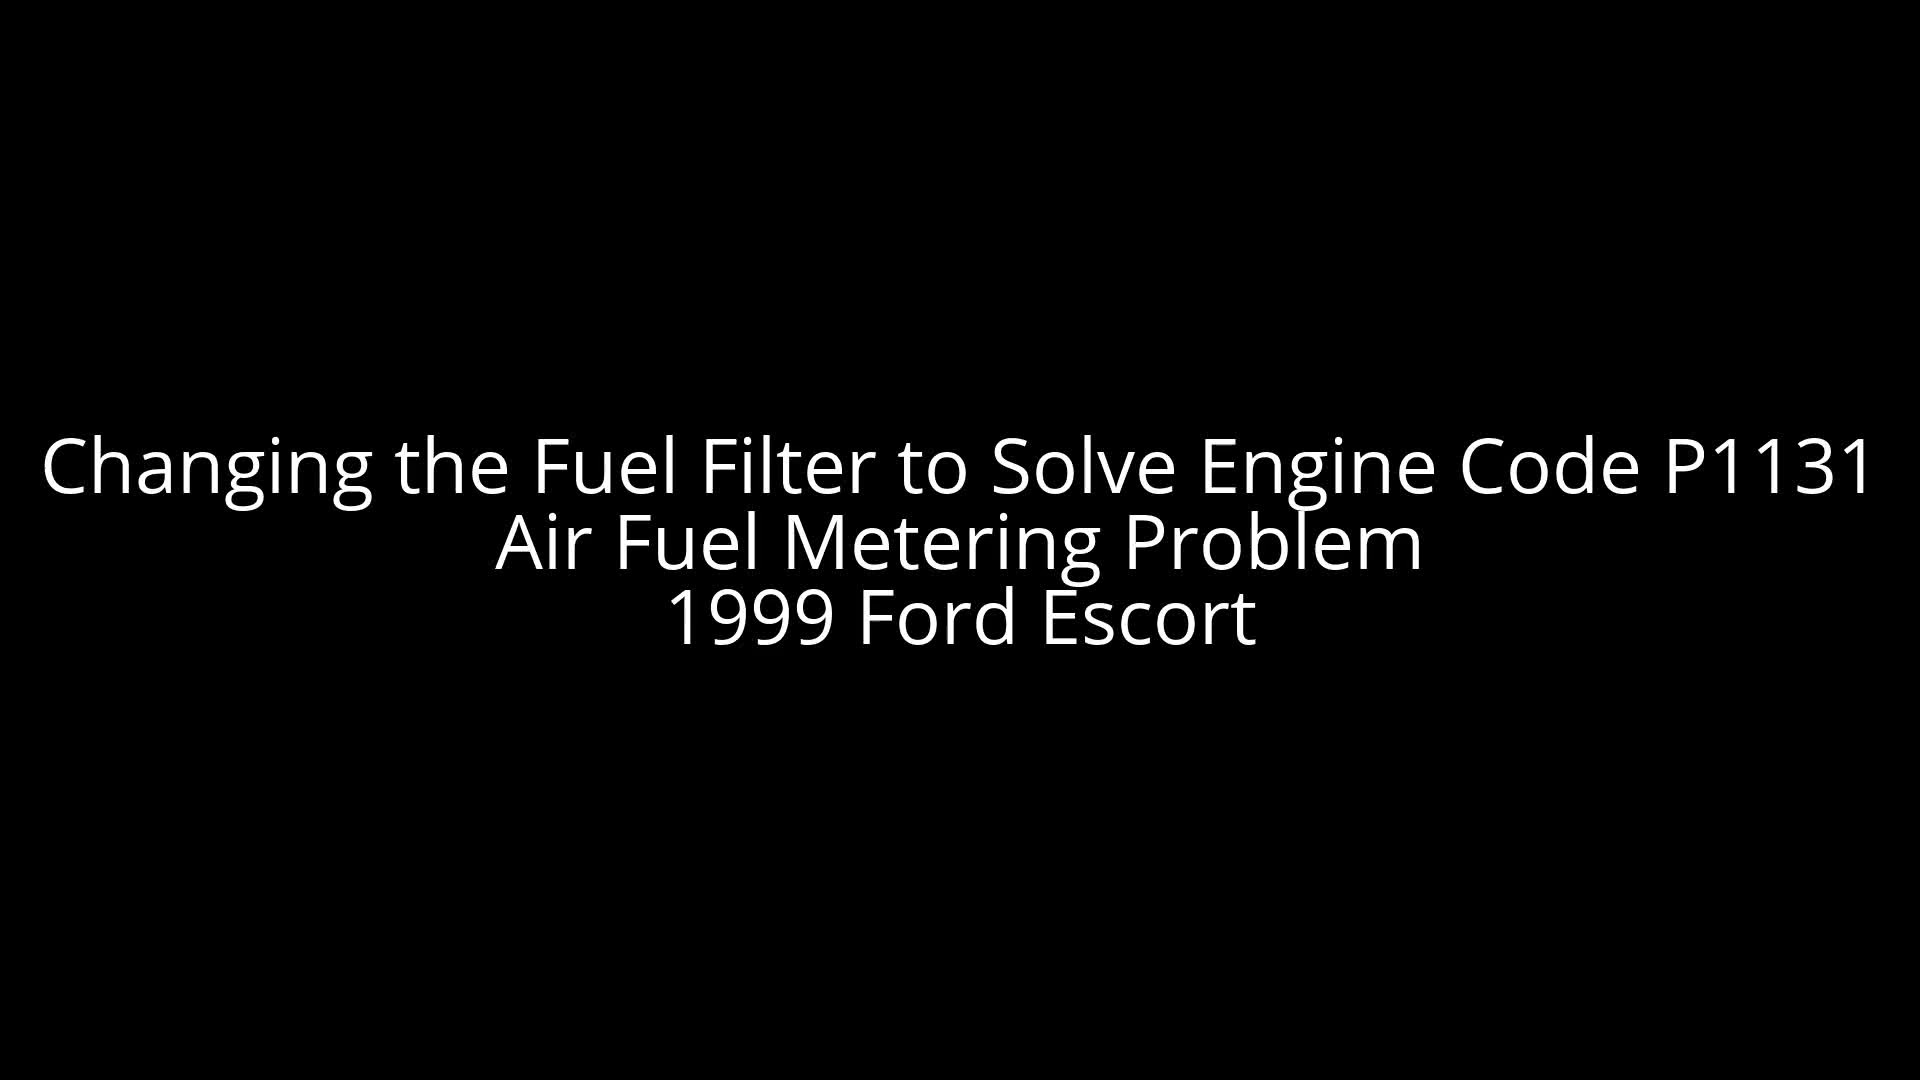 Changing the Fuel Filter to Solve Engine Code P1131
Air Fuel Metering Problem
1999 Ford Escort